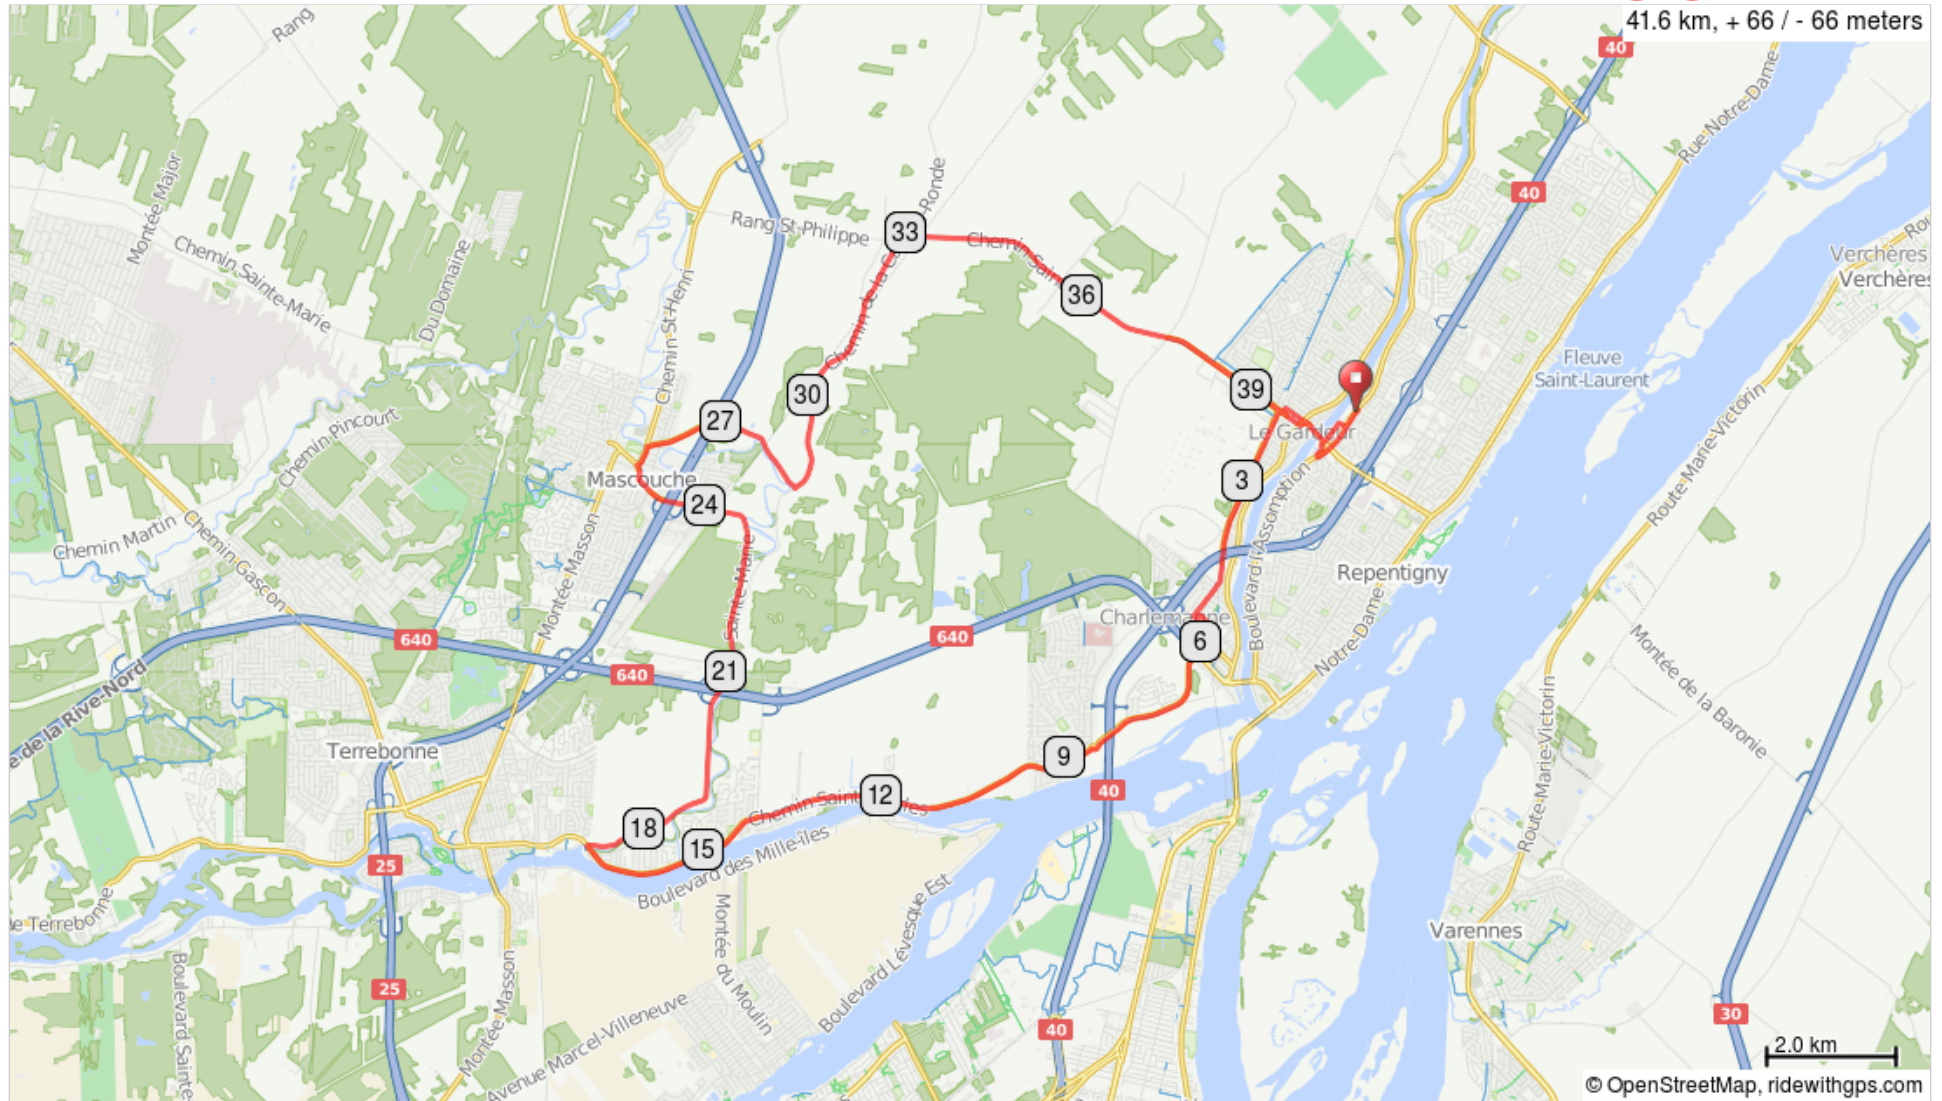 41.6 km, + 66 / - 66 meters
40
Rang
Rue Notre-Dame
Montée Major
40
Rang St-Philippe
33
Chemin Sainte-Marie
Du Domaine
Chemin St-Henri
36
Verchères
Verchères
Fleuve
Saint-Laurent
30
39
27
Le Gardeur
Chemin Pincourt
Route Marie-Victorin
Mascouche
3
24
Chemin Martin
Chemin Gascon
Montée Masson
Sainte Marie
Boulevard l'Assomption
Repentigny
Charlemagne
6
640
640
640
21
Notre-Dame
Montée de la Baronie
de la Rive-Nord
Terrebonne
9
40
12
Route Marie-Victorin
18
15
25
Boulevard des Mille-îles
Terrebonne
Montée du Moulin
Boulevard Lévesque Est
Varennes
25
Boulevard Sainte-
Montée Masson
Avenue Marcel-Villeneuve
40
30
2.0 km
© OpenStreetMap, ridewithgps.com